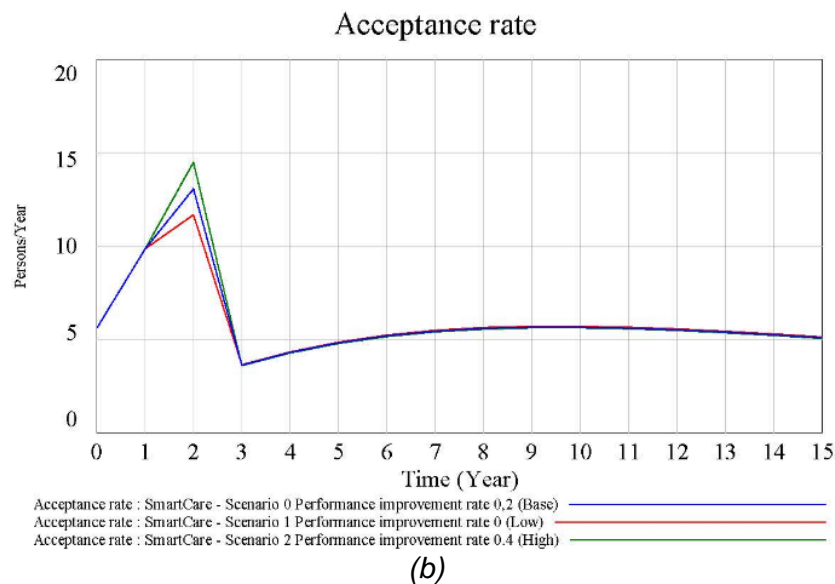 Acceptance rate
20
15
10
5
0
Persons/Year
0 1 2 3 4 5 6 7 8 9 10 11 12 13 14 15
Time (Year)
Acceptance rate : SmartCare - Scenario 0 Performance improvement rate 0,2 (Base)
Acceptance rate : SmartCare - Scenario 1 Performance improvement rate 0 (Low)
Acceptance rate : SmartCare - Scenario 2 Performance improvement rate 0.4 (High)
(b)